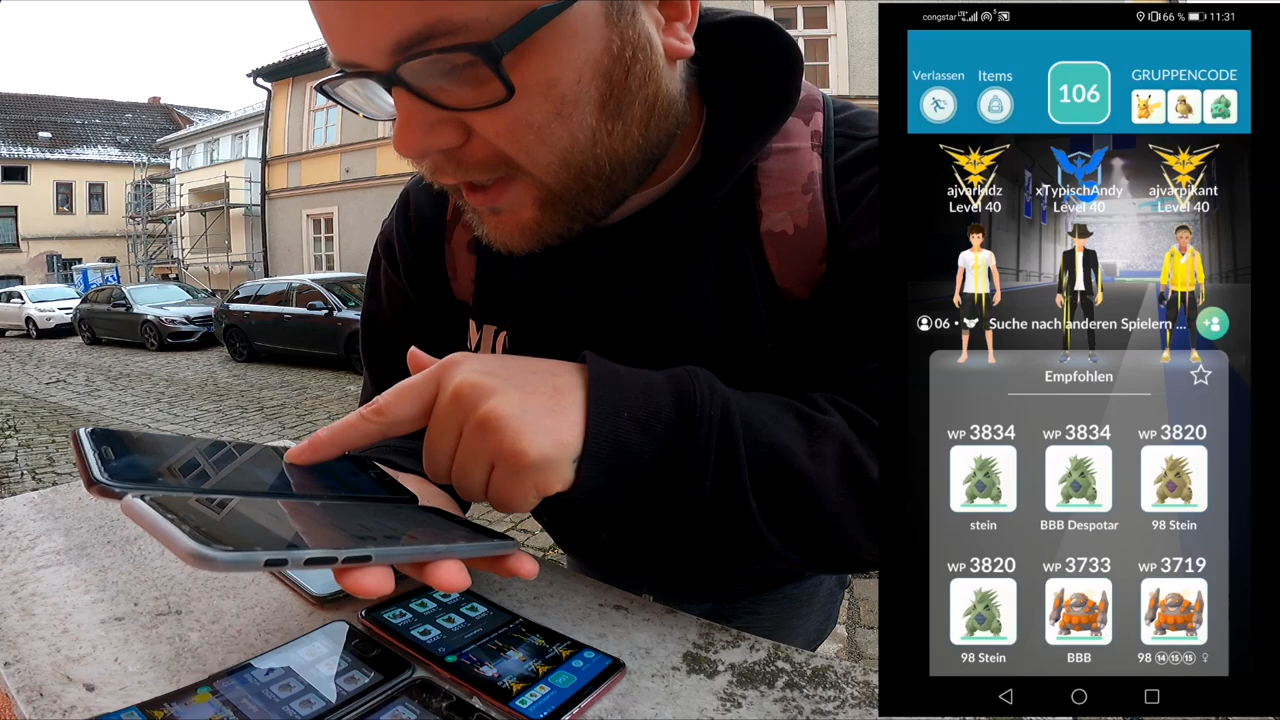 congstar 66 % 11:31
Verlassen Items 106 GRUPPENCODE
ajvarkidz xTypischAndy ajvarpikant
Level 40 Level 40 Level 40
06 • Suche nach anderen Spielern ...
Empfohlen
WP 3834 WP 3834 WP 3820
stein BBB Despotar 98 Stein
WP 3820 WP 3733 WP 3719
98 Stein BBB 98 ⑭⑮⑮ ♀